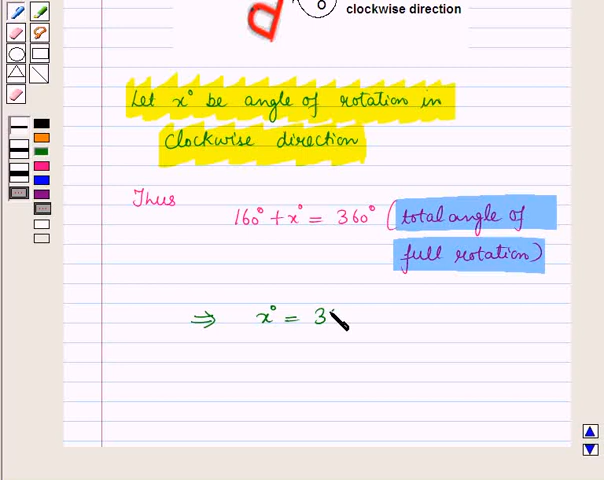 d
clockwise direction
Let x° be angle of rotation in
clockwise direction
Thus
160° + x° = 360° (total angle of
full rotation)
⇒ x° = 3